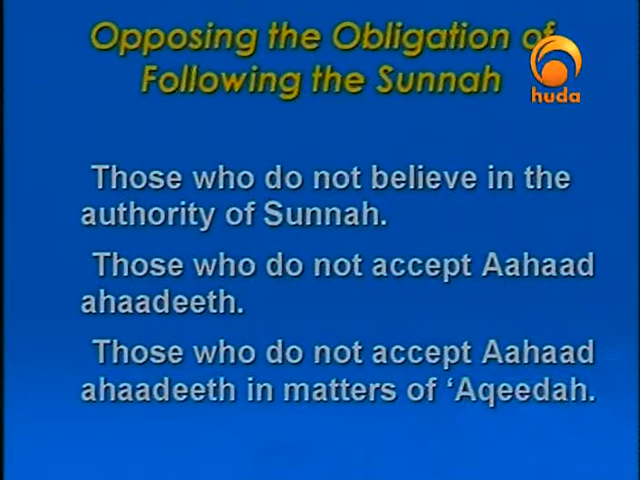 Opposing the Obligation of
Following the Sunnah
huda
Those who do not believe in the
authority of Sunnah.
Those who do not accept Aahaad
ahaadeeth.
Those who do not accept Aahaad
ahaadeeth in matters of ‘Aqeedah.